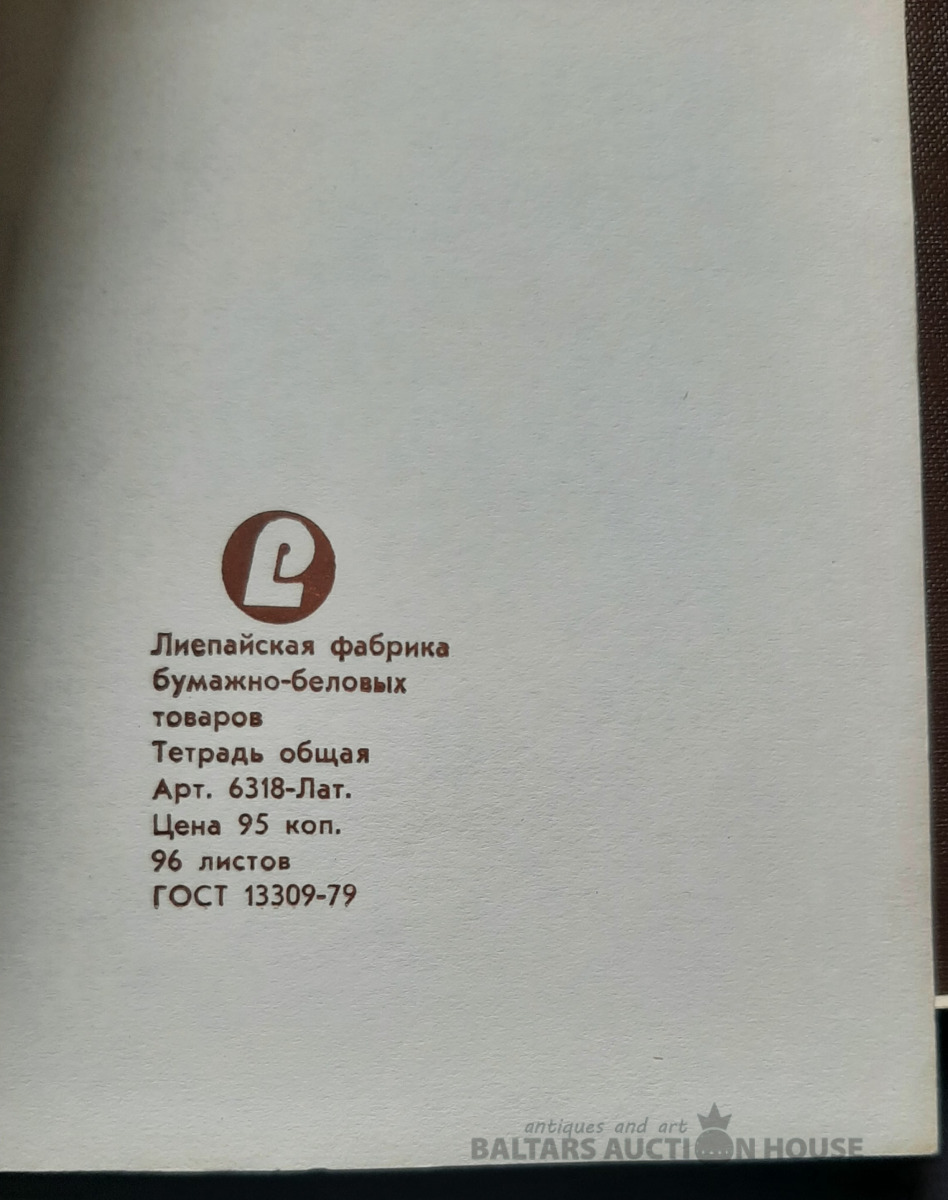 Лиепайская фабрика
бумажно-беловых
товаров
Тетрадь общая
Арт. 6318-Лат.
Цена 95 коп.
96 листов
ГОСТ 13309-79
antiques and art
BALTARS AUCTION HOUSE